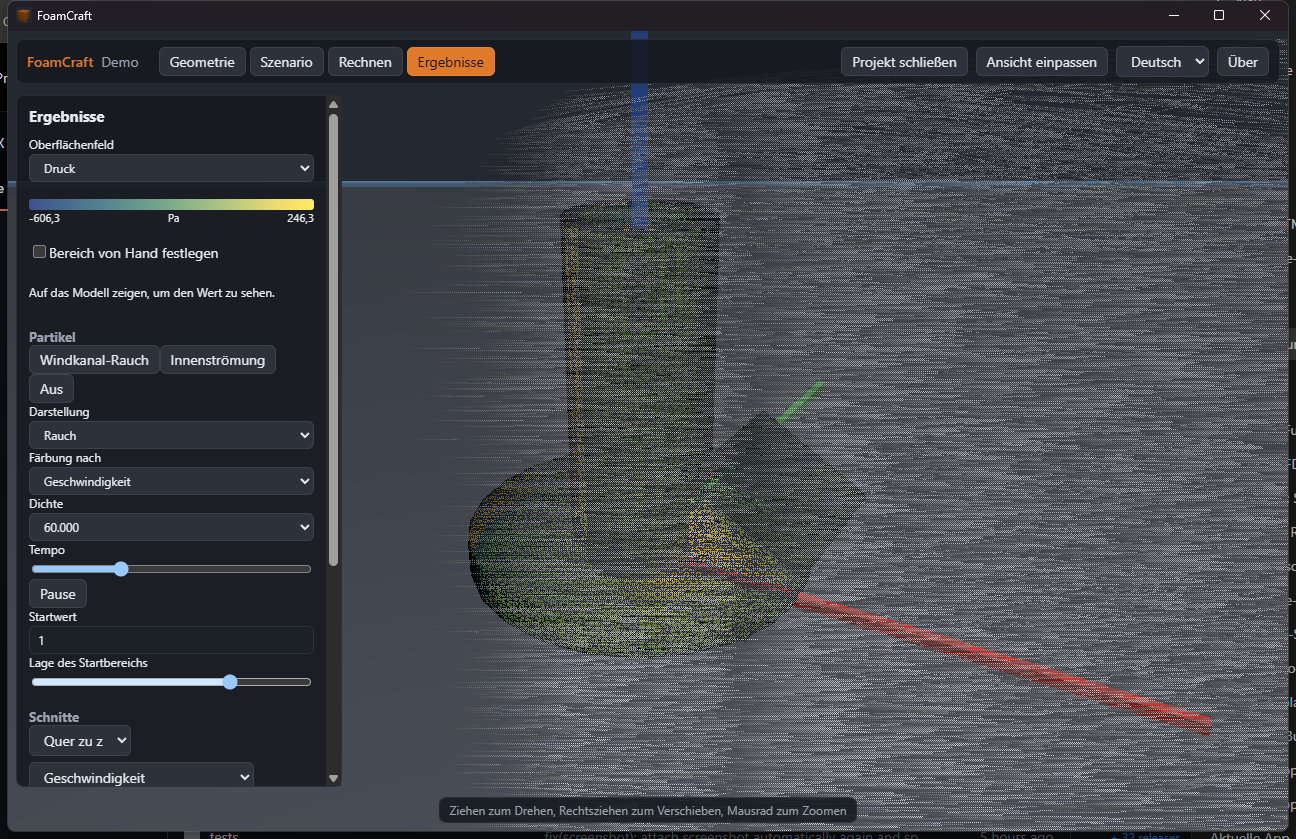 FoamCraft
FoamCraft Demo Geometrie Szenario Rechnen Ergebnisse Projekt schließen Ansicht einpassen Deutsch Über
Ergebnisse
Oberflächenfeld
Druck
-606,3 Pa 246,3
Bereich von Hand festlegen
Auf das Modell zeigen, um den Wert zu sehen.
Partikel
Windkanal-Rauch Innenströmung
Aus
Darstellung
Rauch
Färbung nach
Geschwindigkeit
Dichte
60.000
Tempo
Pause
Startwert
1
Lage des Startbereichs
Schnitte
Quer zu z
Geschwindigkeit
Ziehen zum Drehen, Rechtsziehen zum Verschieben, Mausrad zum Zoomen
tests 5 hours ago